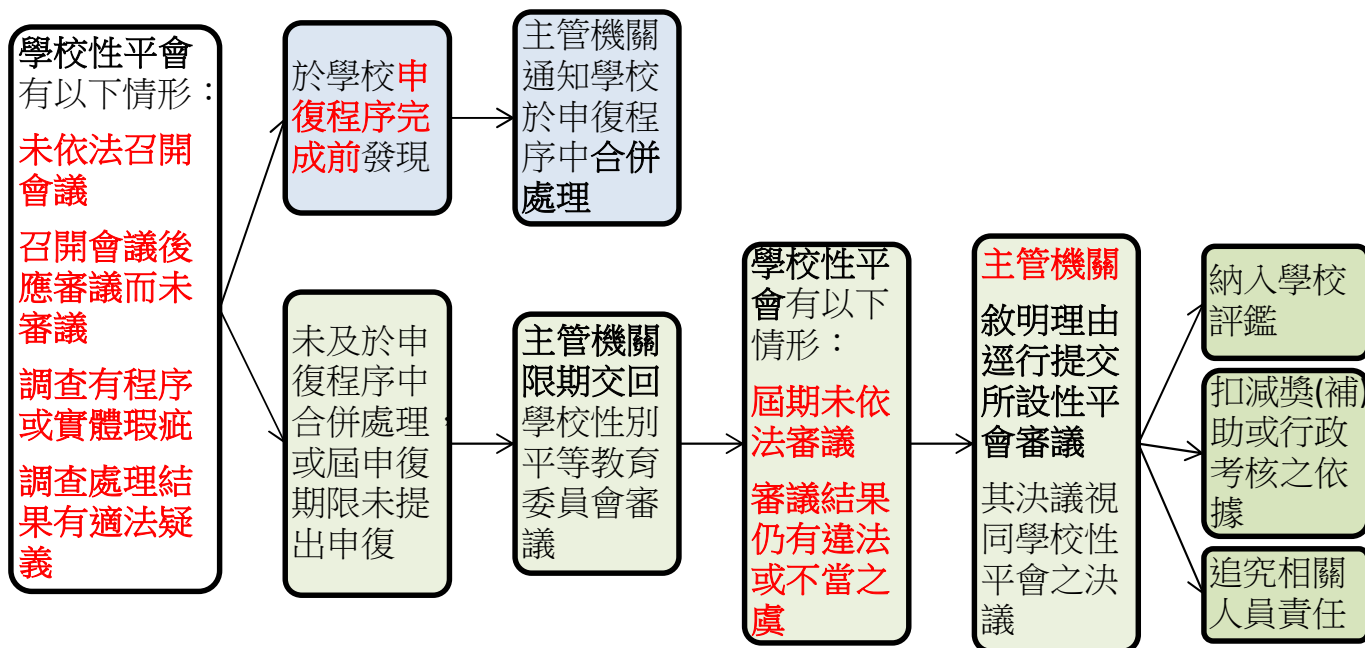 學校性平會
有以下情形：
未依法召開
會議
召開會議後
應審議而未
審議
調查有程序
或實體瑕疵
調查處理結
果有適法疑
義
於學校申
復程序完
成前發現
主管機關
通知學校
於申復程
序中合併
處理
未及於申
復程序中
合併處理，
或屆申復
期限未提
出申復
主管機關
限期交回
學校性別
平等教育
委員會審
議
學校性平
會有以下
情形：
屆期未依
法審議
審議結果
仍有違法
或不當之
虞
主管機關
敘明理由
逕行提交
所設性平
會審議
其決議視
同學校性
平會之決
議
納入學校
評鑑
扣減獎(補)
助或行政
考核之依
據
追究相關
人員責任